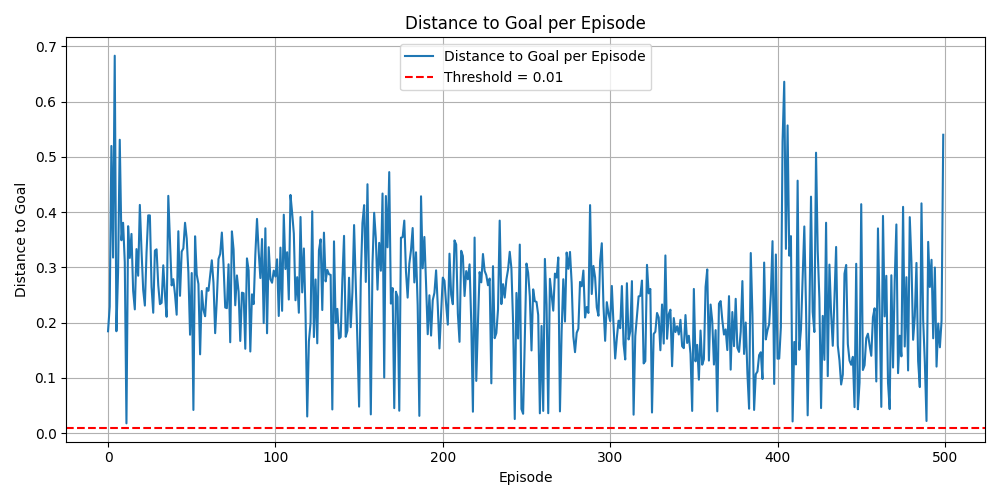 Distance to Goal per Episode
Distance to Goal per Episode
Threshold = 0.01
Distance to Goal
0.7
0.6
0.5
0.4
0.3
0.2
0.1
0.0
0 100 200 300 400 500
Episode